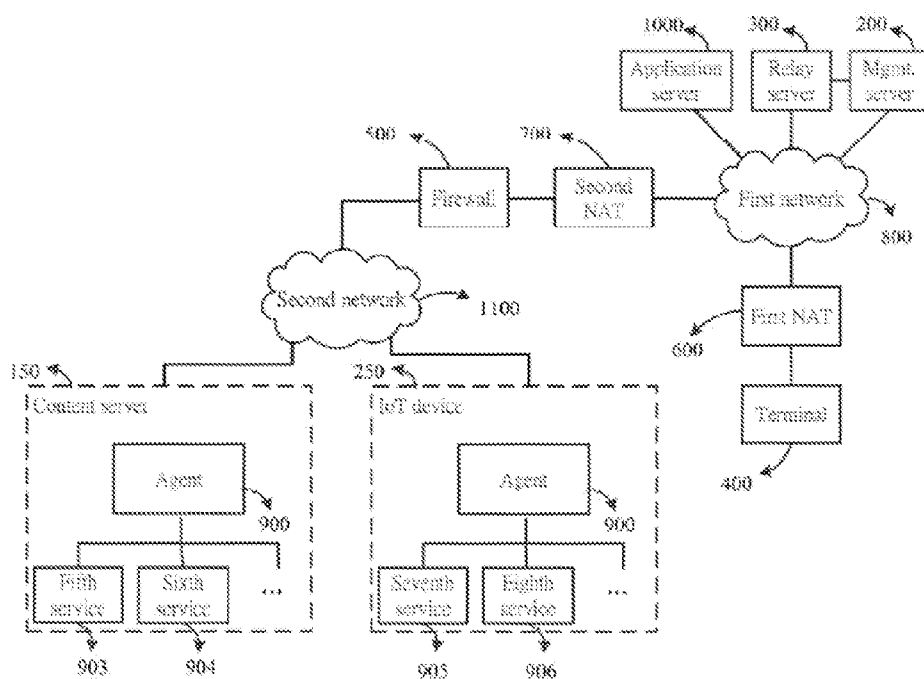 1000
300
200
Application
server
Relay
server
Mgmt.
server
500
700
Firewall
Second
NAT
First network
800
Second network
1100
First NAT
600
150
250
Content server
IoT device
Terminal
400
Agent
900
Agent
900
Fifth
service
Sixth
service
...
Seventh
service
Eighth
service
...
903
904
905
906